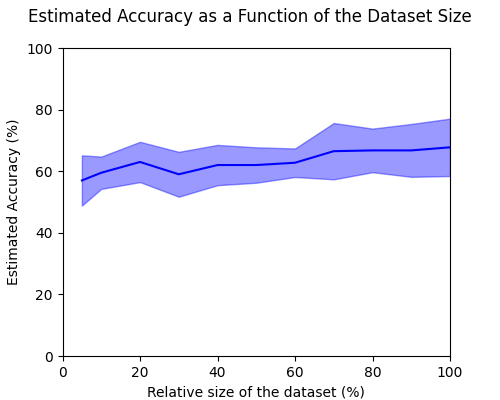 Estimated Accuracy as a Function of the Dataset Size
100
80
60
40
20
0
Estimated Accuracy (%)
0 20 40 60 80 100
Relative size of the dataset (%)